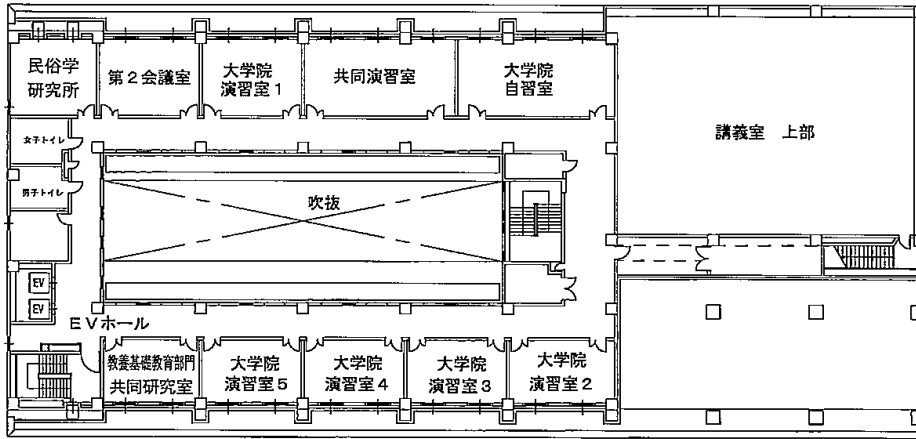 民俗学
研究所
第2会議室
大学院
演習室1
共同演習室
大学院
自習室
講義室 上部
女子トイレ
男子トイレ
吹抜
EV
EV
EVホール
教養基礎教育部門
共同研究室
大学院
演習室5
大学院
演習室4
大学院
演習室3
大学院
演習室2